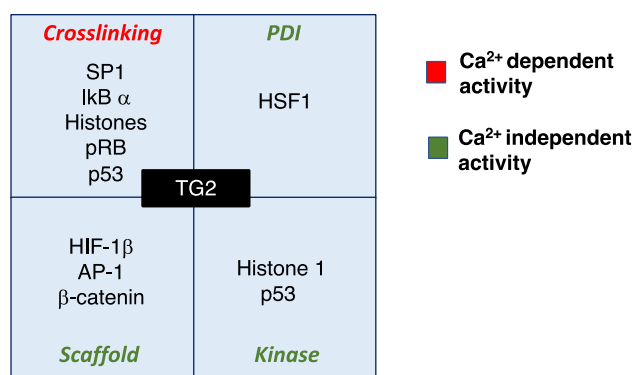 Crosslinking
SP1
IkB α
Histones
pRB
p53
PDI
HSF1
TG2
HIF-1β
AP-1
β-catenin
Scaffold
Histone 1
p53
Kinase
Ca²⁺ dependent
activity
Ca²⁺ independent
activity